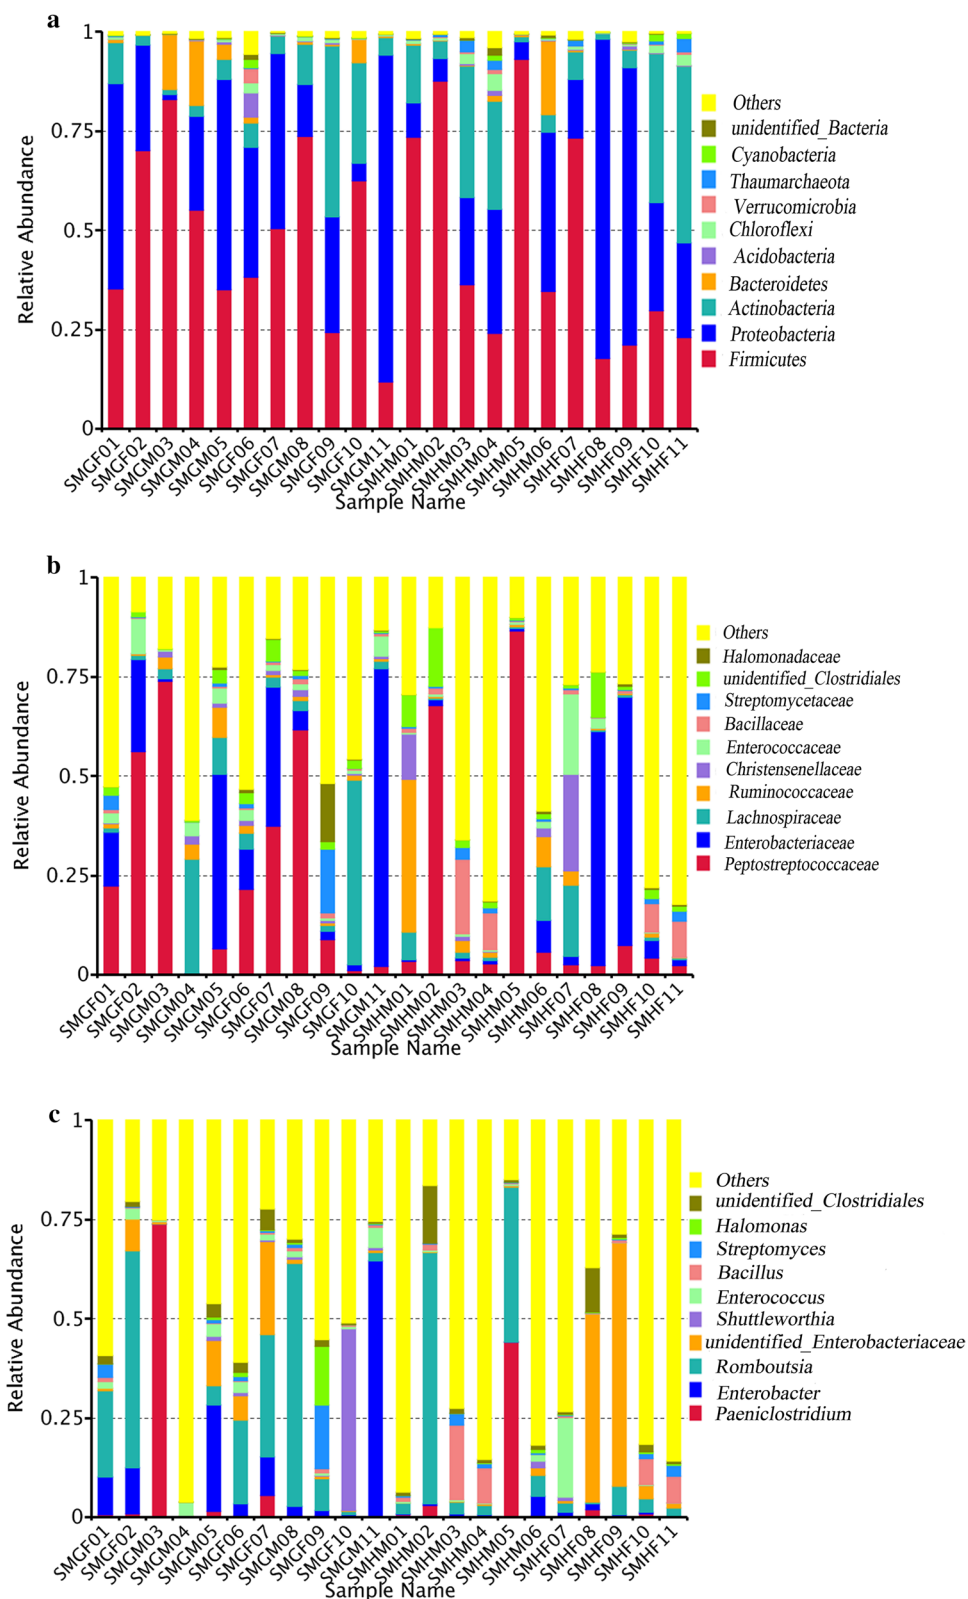 a
1
0.75
0.5
0.25
0
Relative Abundance
Others
unidentified_Bacteria
Cyanobacteria
Thaumarchaeota
Verrucomicrobia
Chloroflexi
Acidobacteria
Bacteroidetes
Actinobacteria
Proteobacteria
Firmicutes
SMGF01 SMGF02 SMGM03 SMGM04 SMGM05 SMGF06 SMGF07 SMGM08 SMGF09 SMGF10 SMGM11 SMHM01 SMHM02 SMHM03 SMHM04 SMHM05 SMHM06 SMHF07 SMHF08 SMHF09 SMHF10 SMHF11
Sample Name
b
1
0.75
0.5
0.25
0
Relative Abundance
Others
Halomonadaceae
unidentified_Clostridiales
Streptomycetaceae
Bacillaceae
Enterococcaceae
Christensenellaceae
Ruminococcaceae
Lachnospiraceae
Enterobacteriaceae
Peptostreptococcaceae
SMGF01 SMGF02 SMGM03 SMGM04 SMGM05 SMGF06 SMGF07 SMGM08 SMGF09 SMGF10 SMGM11 SMHM01 SMHM02 SMHM03 SMHM04 SMHM05 SMHM06 SMHF07 SMHF08 SMHF09 SMHF10 SMHF11
Sample Name
c
1
0.75
0.5
0.25
0
Relative Abundance
Others
unidentified_Clostridiales
Halomonas
Streptomyces
Bacillus
Enterococcus
Shuttleworthia
unidentified_Enterobacteriaceae
Romboutsia
Enterobacter
Paeniclostridium
SMGF01 SMGF02 SMGM03 SMGM04 SMGM05 SMGF06 SMGF07 SMGM08 SMGF09 SMGF10 SMGM11 SMHM01 SMHM02 SMHM03 SMHM04 SMHM05 SMHM06 SMHF07 SMHF08 SMHF09 SMHF10 SMHF11
Sample Name